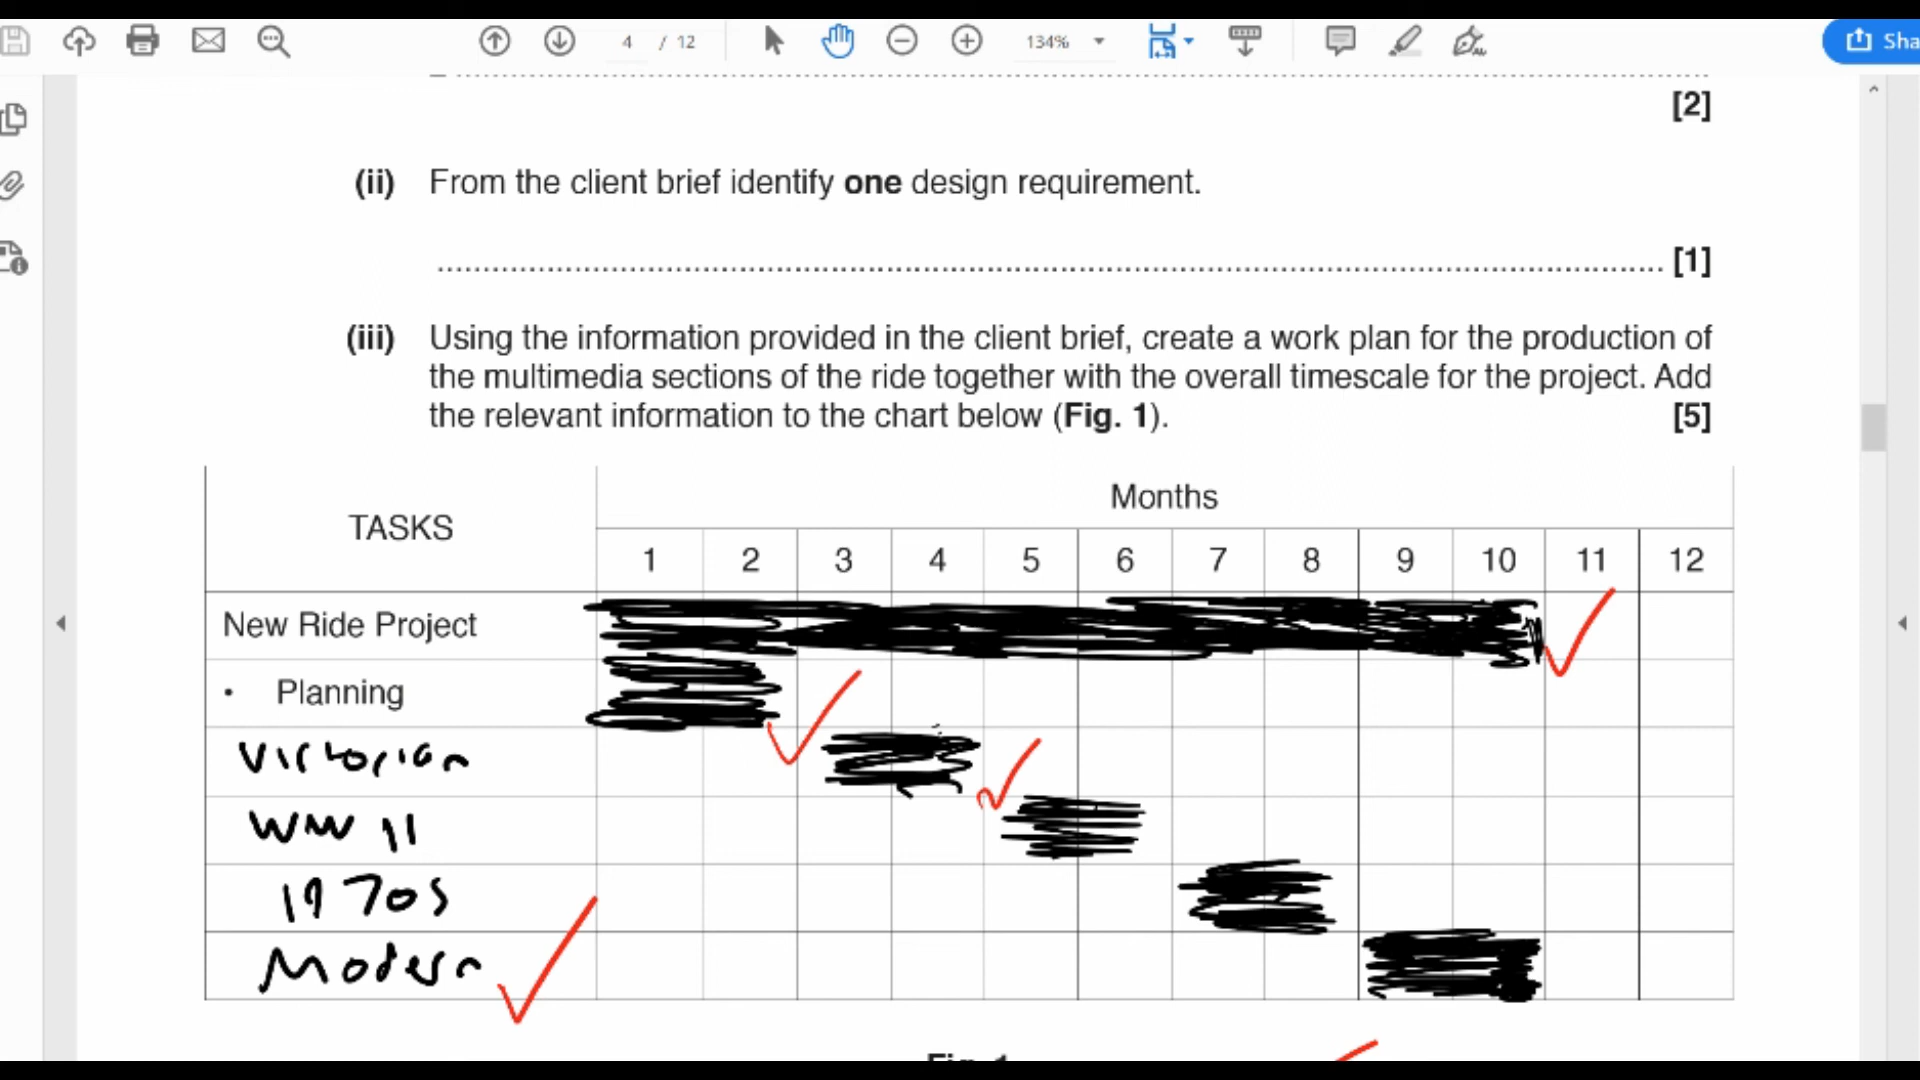 4 / 12
134%
Sha
[2]
(ii) From the client brief identify one design requirement.
[1]
(iii) Using the information provided in the client brief, create a work plan for the production of
the multimedia sections of the ride together with the overall timescale for the project. Add
the relevant information to the chart below (Fig. 1).
[5]
TASKS
Months
1 2 3 4 5 6 7 8 9 10 11 12
New Ride Project
• Planning
Victorian
WW 11
1970s
Modern
Fig. 1